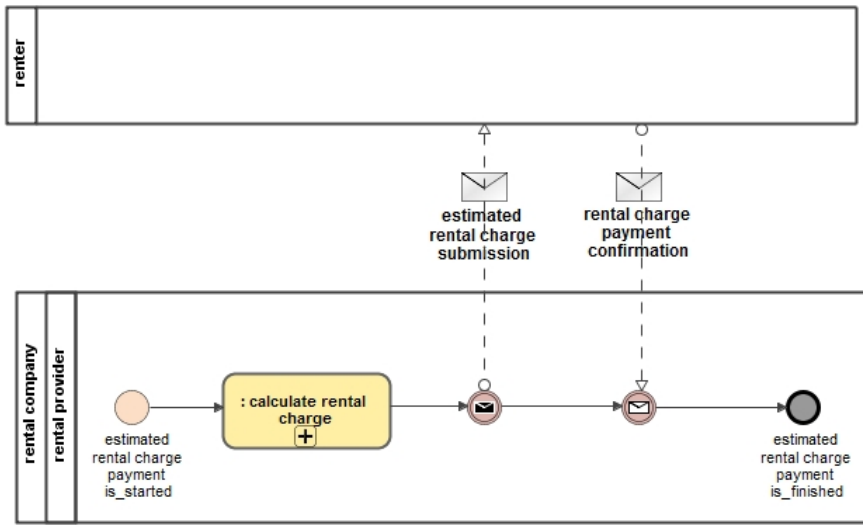 renter
estimated
rental charge
submission
rental charge
payment
confirmation
rental company
rental provider
: calculate rental
charge
estimated
rental charge
payment
is_started
estimated
rental charge
payment
is_finished